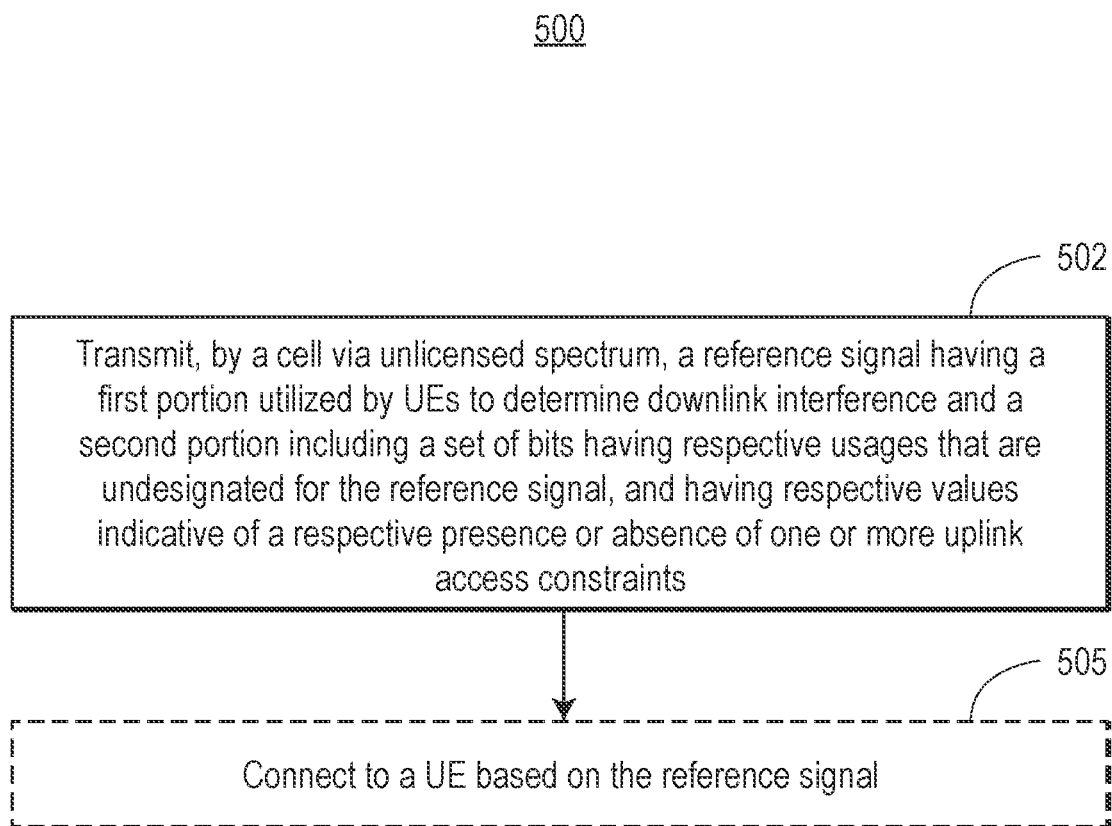 500
502
Transmit, by a cell via unlicensed spectrum, a reference signal having a
first portion utilized by UEs to determine downlink interference and a
second portion including a set of bits having respective usages that are
undesignated for the reference signal, and having respective values
indicative of a respective presence or absence of one or more uplink
access constraints
505
Connect to a UE based on the reference signal